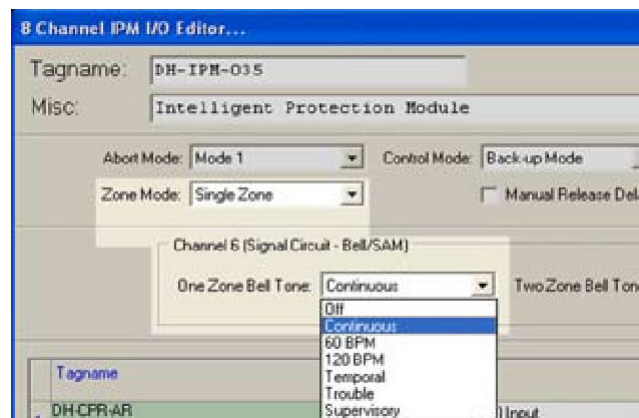 8 Channel IPM I/O Editor...
Tagname: DH-IPM-035
Misc: Intelligent Protection Module
Abort Mode: Mode 1 Control Mode: Back-up Mode
Zone Mode: Single Zone Manual Release Del
Channel 6 (Signal Circuit - Bell/SAM)
One Zone Bell Tone: Continuous Two Zone Bell Ton
Off
Continuous
60 BPM
120 BPM
Temporal
Trouble
Supervisory
Tagname
DH-CPR-AR
Input